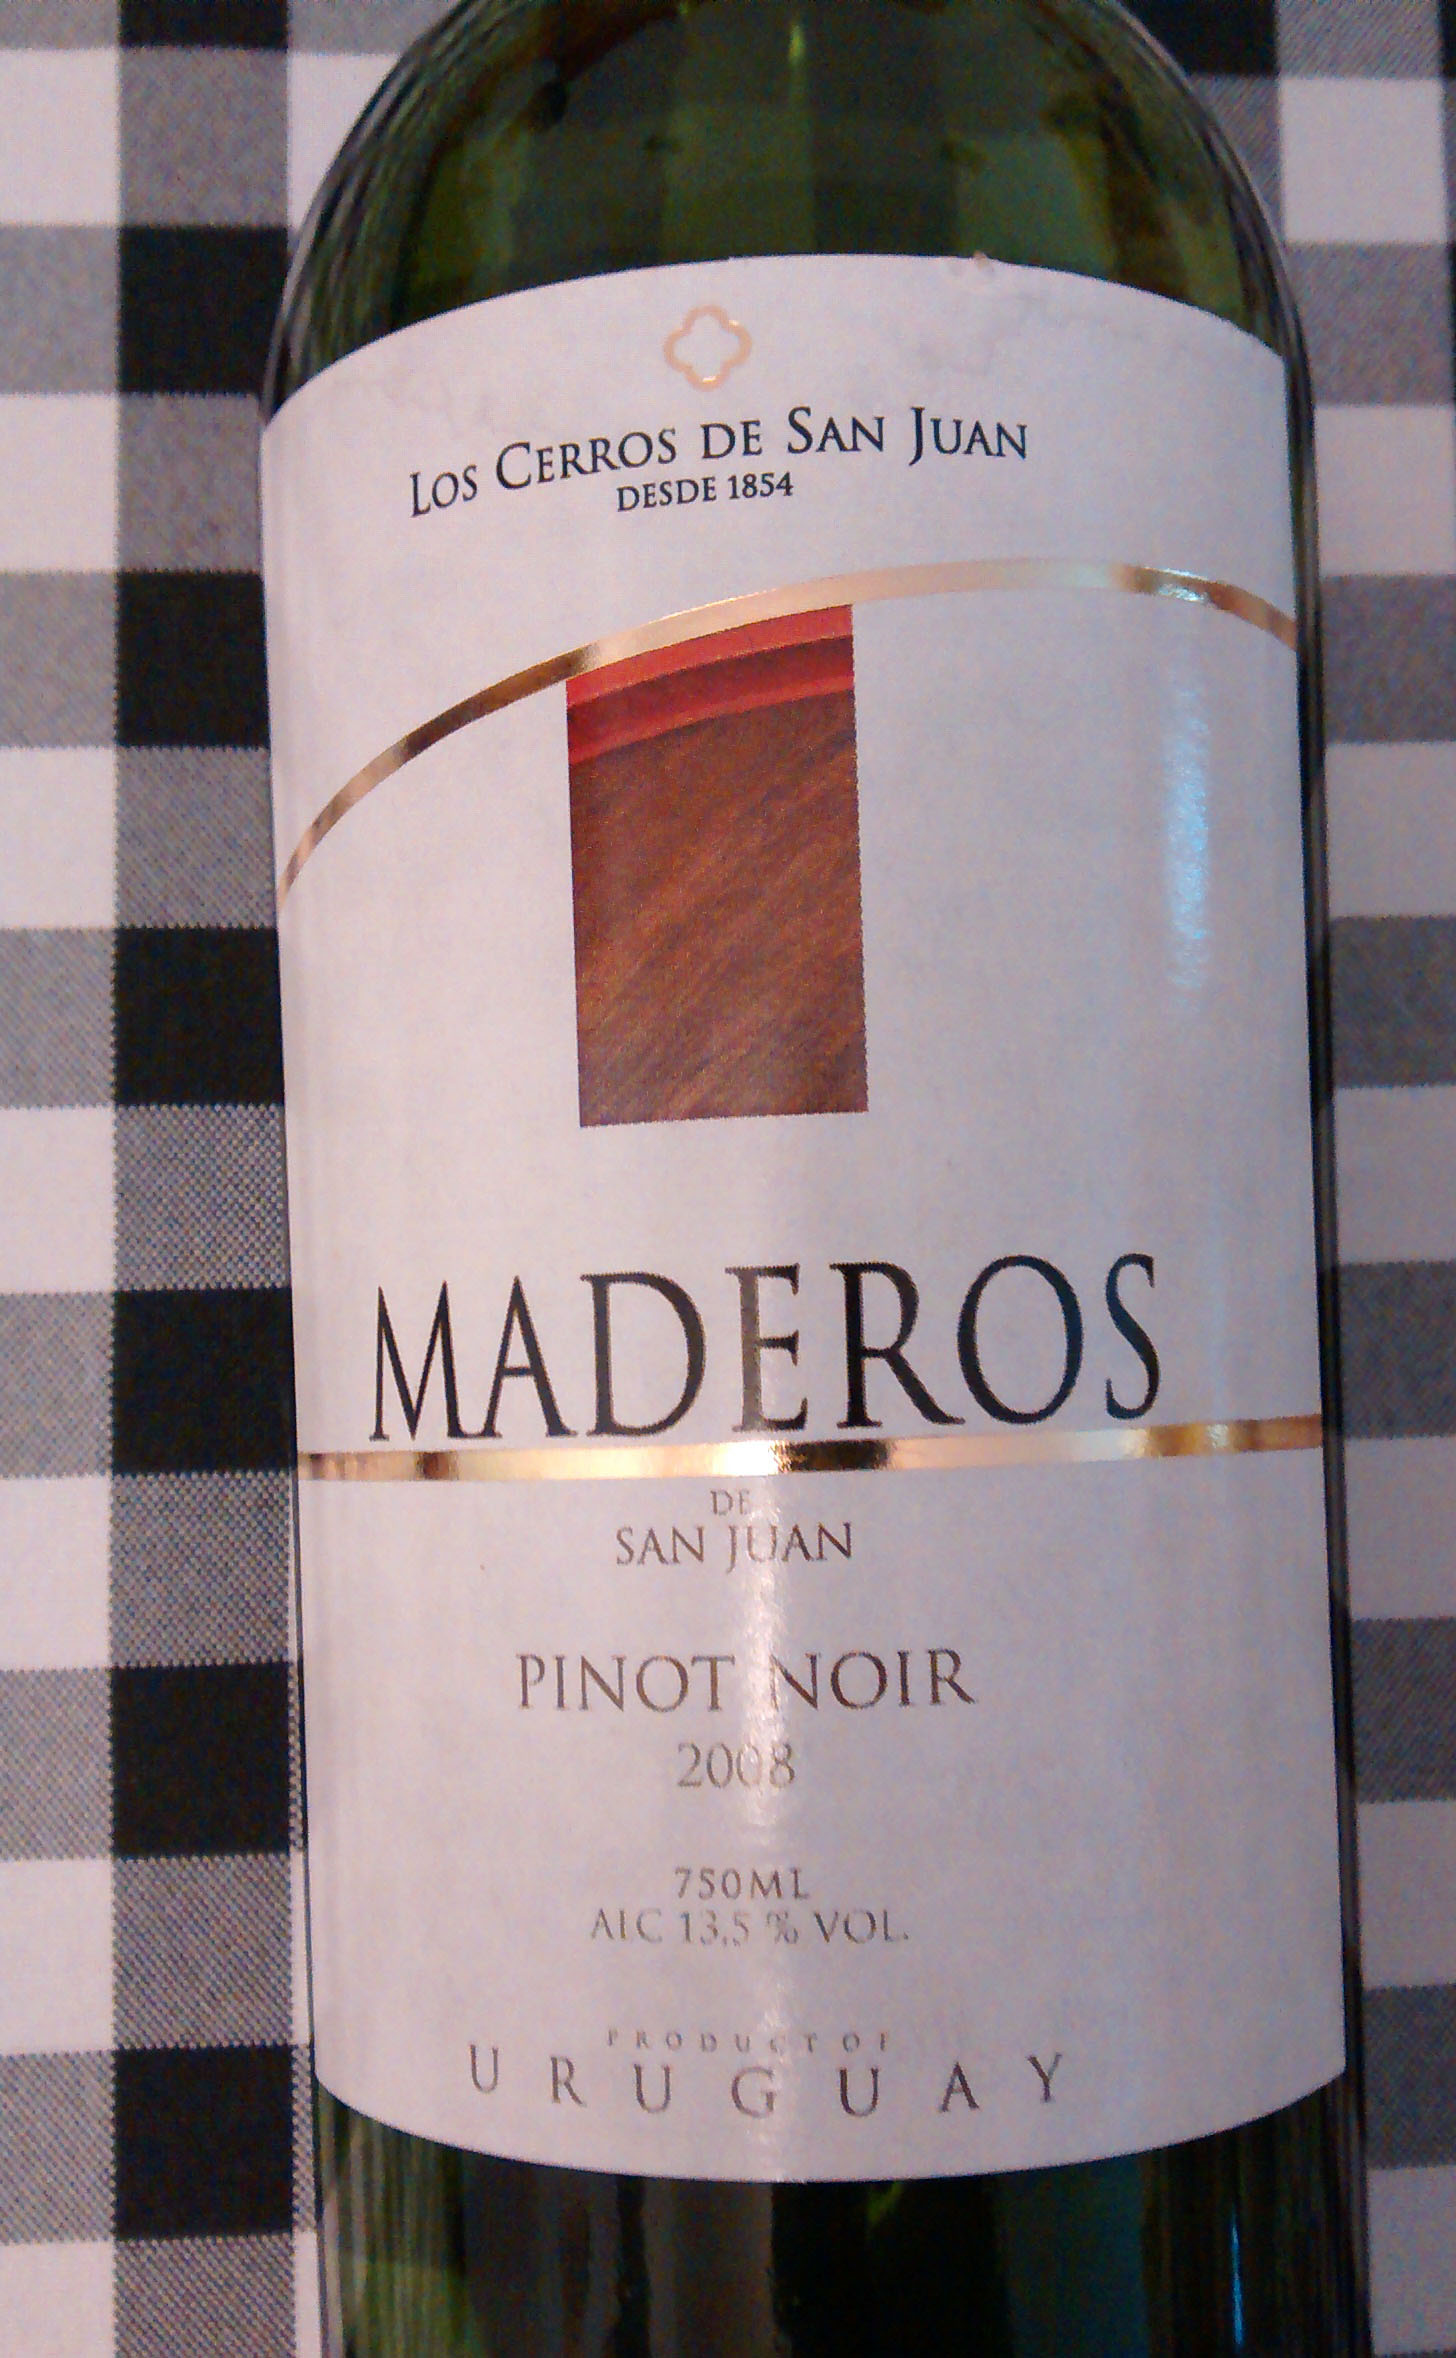 LOS CERROS DE SAN JUAN
DESDE 1854
MADEROS
DE
SAN JUAN
PINOT NOIR
2008
750ML
ALC 13,5 % VOL.
PRODUCT OF
URUGUAY